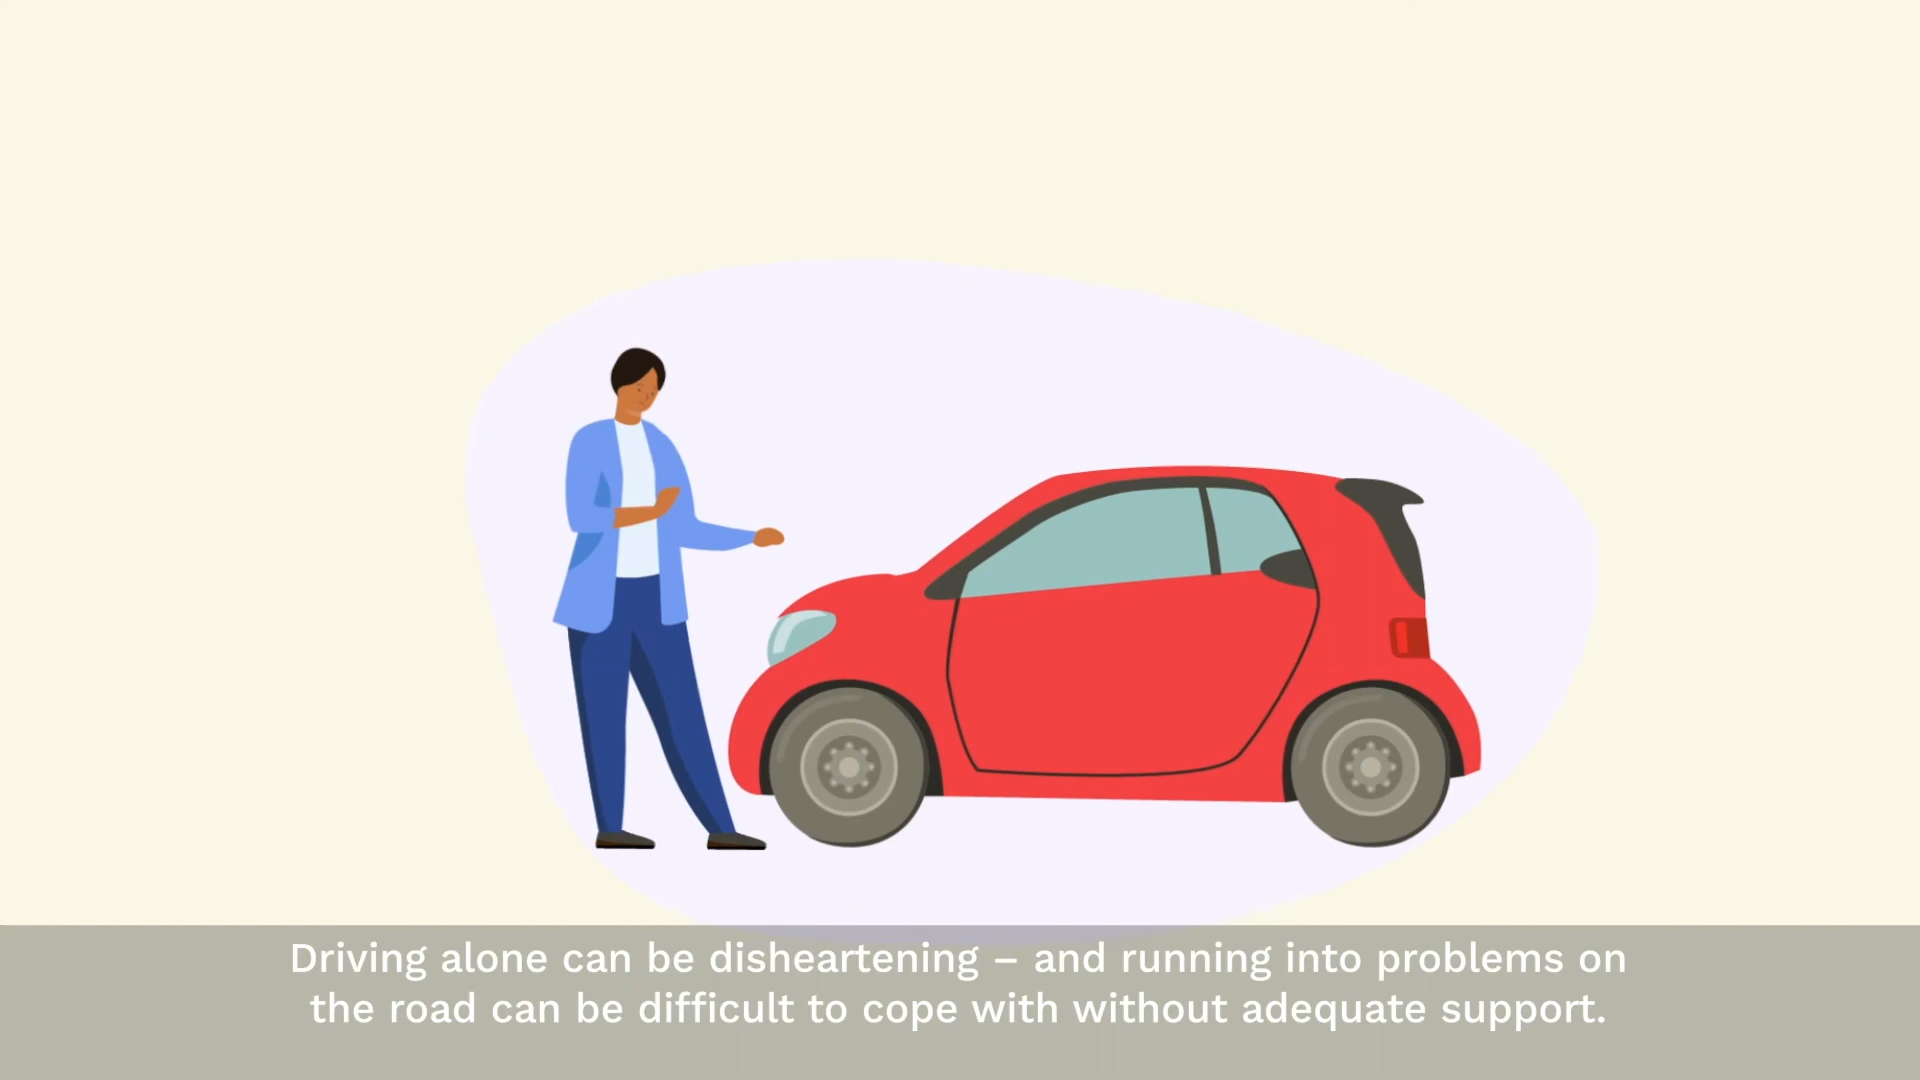 Driving alone can be disheartening – and running into problems on
the road can be difficult to cope with without adequate support.